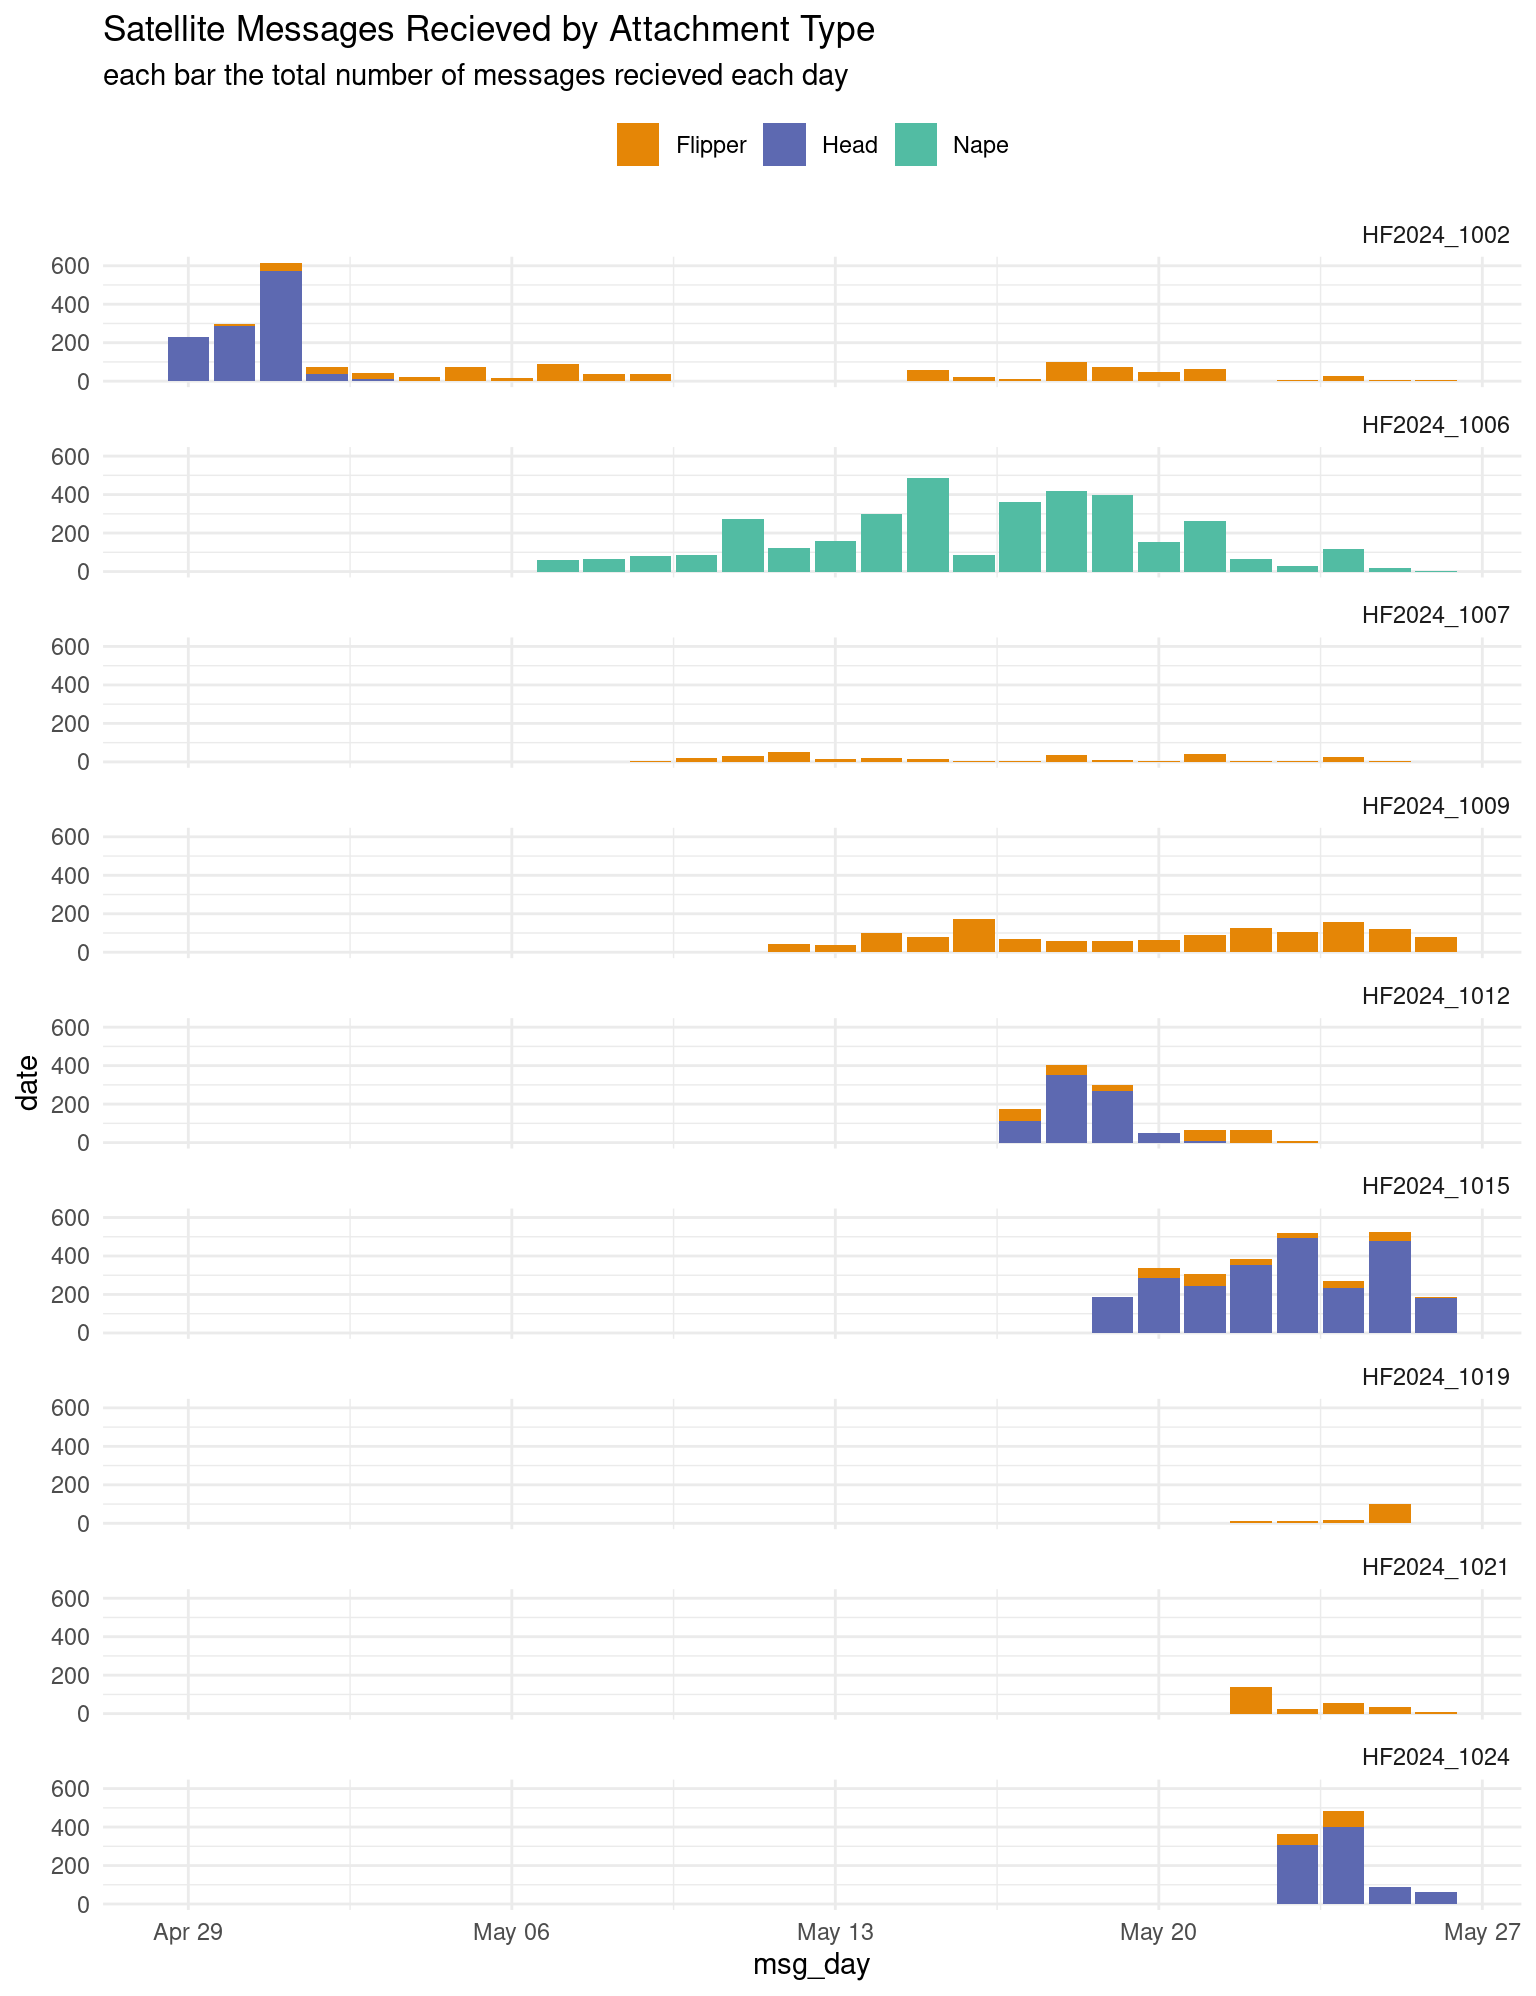 Satellite Messages Recieved by Attachment Type
each bar the total number of messages recieved each day
Flipper Head Nape
HF2024_1002
600
400
200
0
HF2024_1006
600
400
200
0
HF2024_1007
600
400
200
0
HF2024_1009
600
400
200
0
HF2024_1012
600
400
200
0
date
HF2024_1015
600
400
200
0
HF2024_1019
600
400
200
0
HF2024_1021
600
400
200
0
HF2024_1024
600
400
200
0
Apr 29 May 06 May 13 May 20 May 27
msg_day